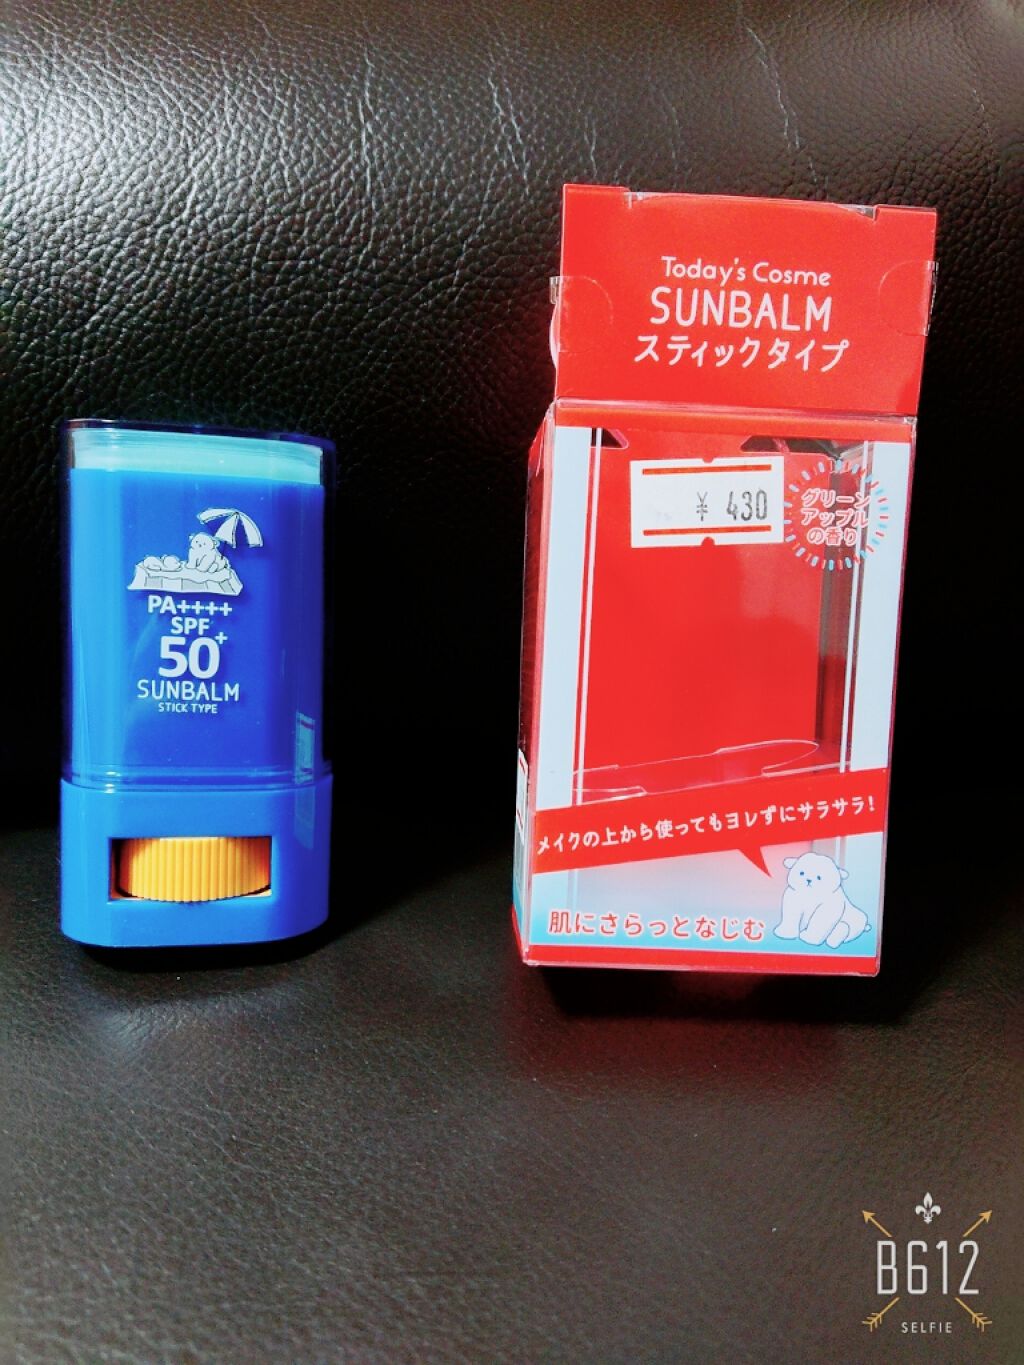 PA++++
SPF
50+
SUNBALM
STICK TYPE
Today's Cosme
SUNBALM
スティックタイプ
¥ 430
グリーン
アップル
の香り
メイクの上から使ってもヨレずにサラサラ!
肌にさらっとなじむ
B612
SELFIE